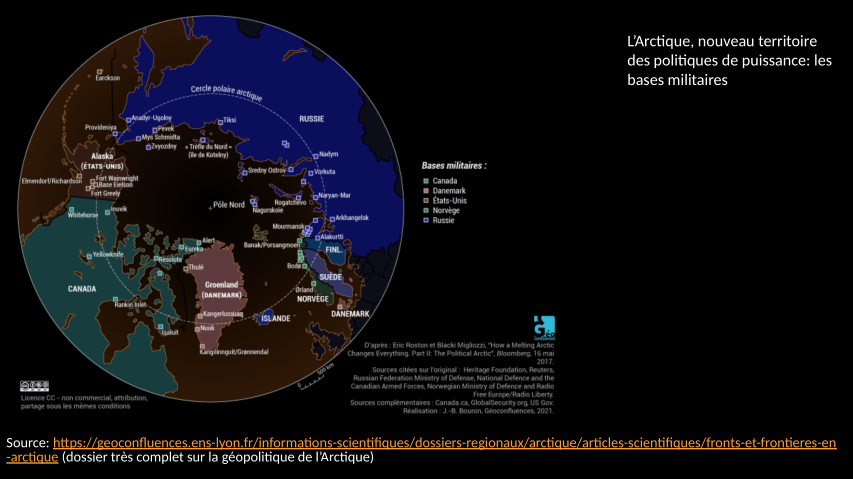 L'Arctique, nouveau territoire
des politiques de puissance: les
bases militaires
Earckson
Cercle polaire arctique
Anadyr-Ugolny
Provideniya
Pevek
Mys Schmidta
Zvyozdny
Tiksi
RUSSIE
« Trèfle du Nord »
(île de Kotelny)
Alaska
(ÉTATS-UNIS)
Nadym
Sredny Ostrov
Vorkuta
Elmendorf/Richardson
Fort Wainwright
Base Eielson
Fort Greely
Naryan-Mar
Rogatchevo
Pôle Nord
Nagurskoïe
Whitehorse
Inuvik
Arkhangelsk
Mourmansk
Alakurtti
Banak/Porsangmoen
FINL.
Alert
Eureka
Yellowknife
Resolute
Thulé
Bodø
SUÈDE
CANADA
Groenland
(DANEMARK)
Ørland
NORVÈGE
Rankin Inlet
Kangerlussuaq
ISLANDE
DANEMARK
Iqaluit
Nuuk
Kangilinnguit/Grønnendal
500 km
0
Bases militaires :
Canada
Danemark
États-Unis
Norvège
Russie
Géo
confluences
D'après : Eric Roston et Blacki Migliozzi, "How a Melting Arctic
Changes Everything. Part II: The Political Arctic", Bloomberg, 16 mai
2017.
Sources citées sur l'original : Heritage Foundation, Reuters,
Russian Federation Ministry of Defense, National Defence and the
Canadian Armed Forces, Norwegian Ministry of Defence and Radio
Free Europe/Radio Liberty.
Sources complémentaires : Canada.ca, GlobalSecurity.org, US Gov.
Réalisation : J.-B. Bouron, Géoconfluences, 2021.
Licence CC - non commercial, attribution,
partage sous les mêmes conditions
Source: https://geoconfluences.ens-lyon.fr/informations-scientifiques/dossiers-regionaux/arctique/articles-scientifiques/fronts-et-frontieres-en
-arctique (dossier très complet sur la géopolitique de l'Arctique)